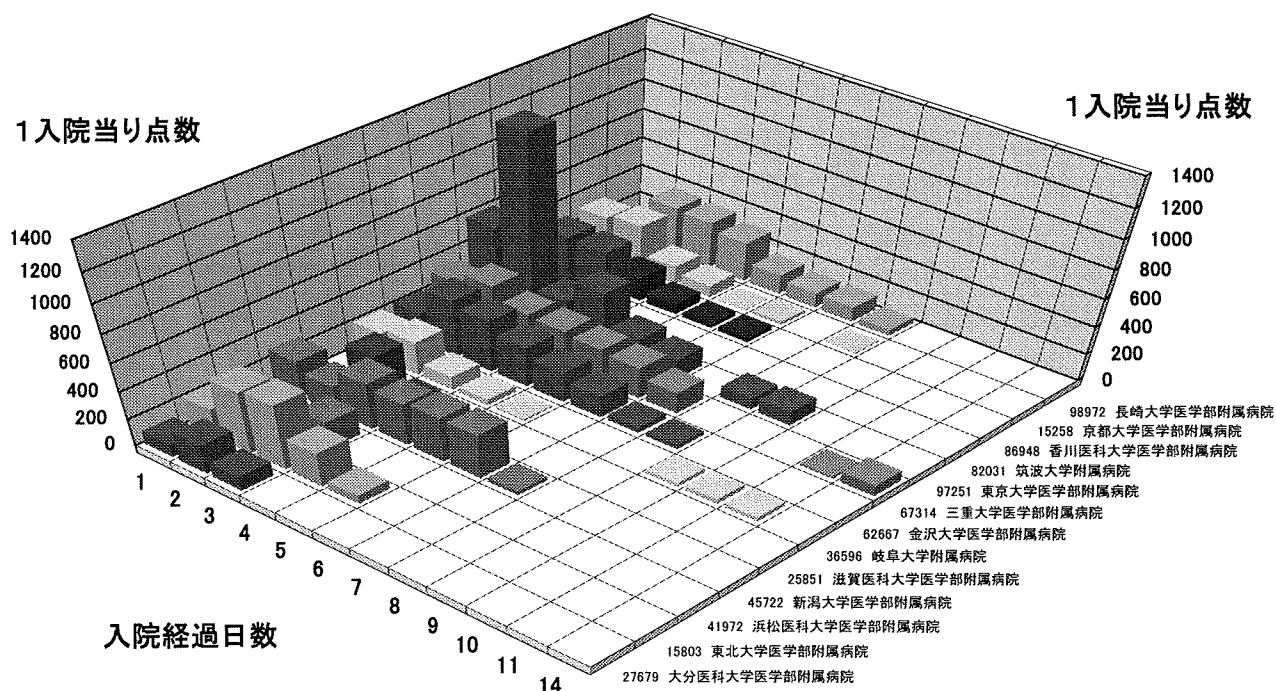 1入院当り点数
1400
1200
1000
800
600
400
200
0
1入院当り点数
1400
1200
1000
800
600
400
200
0
1
2
3
4
5
6
7
8
9
10
11
14
入院経過日数
98972 長崎大学医学部附属病院
15258 京都大学医学部附属病院
86948 香川医科大学医学部附属病院
82031 筑波大学附属病院
97251 東京大学医学部附属病院
67314 三重大学医学部附属病院
62667 金沢大学医学部附属病院
36596 岐阜大学附属病院
25851 滋賀医科大学医学部附属病院
45722 新潟大学医学部附属病院
41972 浜松医科大学医学部附属病院
15803 東北大学医学部附属病院
27679 大分医科大学医学部附属病院